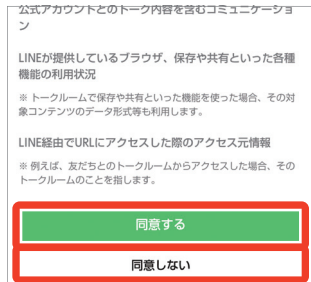 公式アカウントとのトーク内容を含むコミュニケーショ
ン
LINEが提供しているブラウザ、保存や共有といった各種
機能の利用状況
※ トークルームで保存や共有といった機能を使った場合、その対
象コンテンツのデータ形式等も利用します。
LINE経由でURLにアクセスした際のアクセス元情報
※ 例えば、友だちとのトークルームからアクセスした場合、その
トークルームのことを指します。
同意する
同意しない